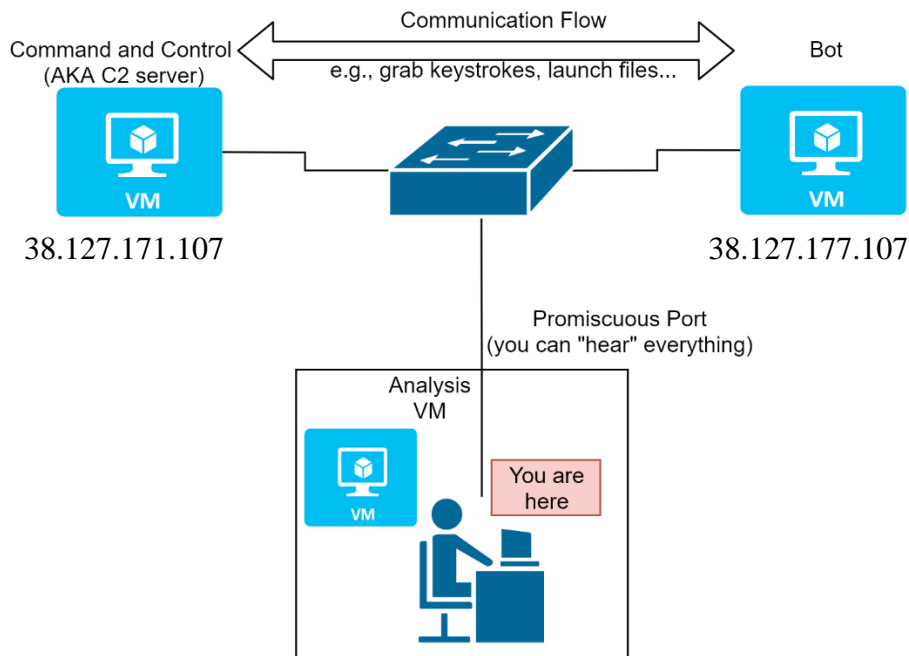 Communication Flow
Command and Control
(AKA C2 server)
e.g., grab keystrokes, launch files...
Bot
VM
VM
38.127.171.107
38.127.177.107
Promiscuous Port
(you can "hear" everything)
Analysis
VM
You are
here
VM